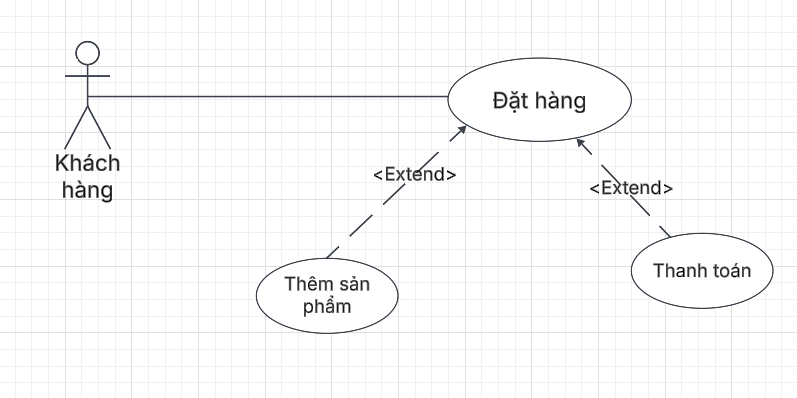 Đặt hàng
Khách
hàng
<Extend>
<Extend>
Thêm sản
phẩm
Thanh toán